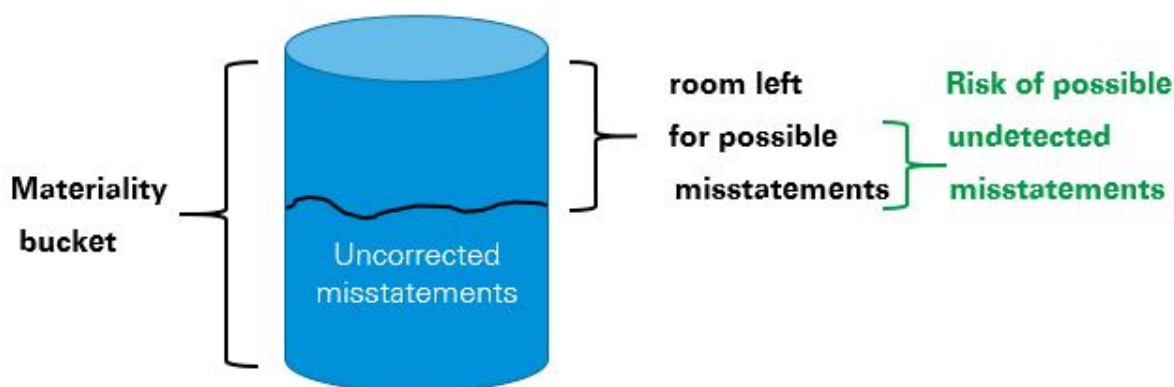 Materiality
bucket
Uncorrected
misstatements
room left
for possible
misstatements
Risk of possible
undetected
misstatements